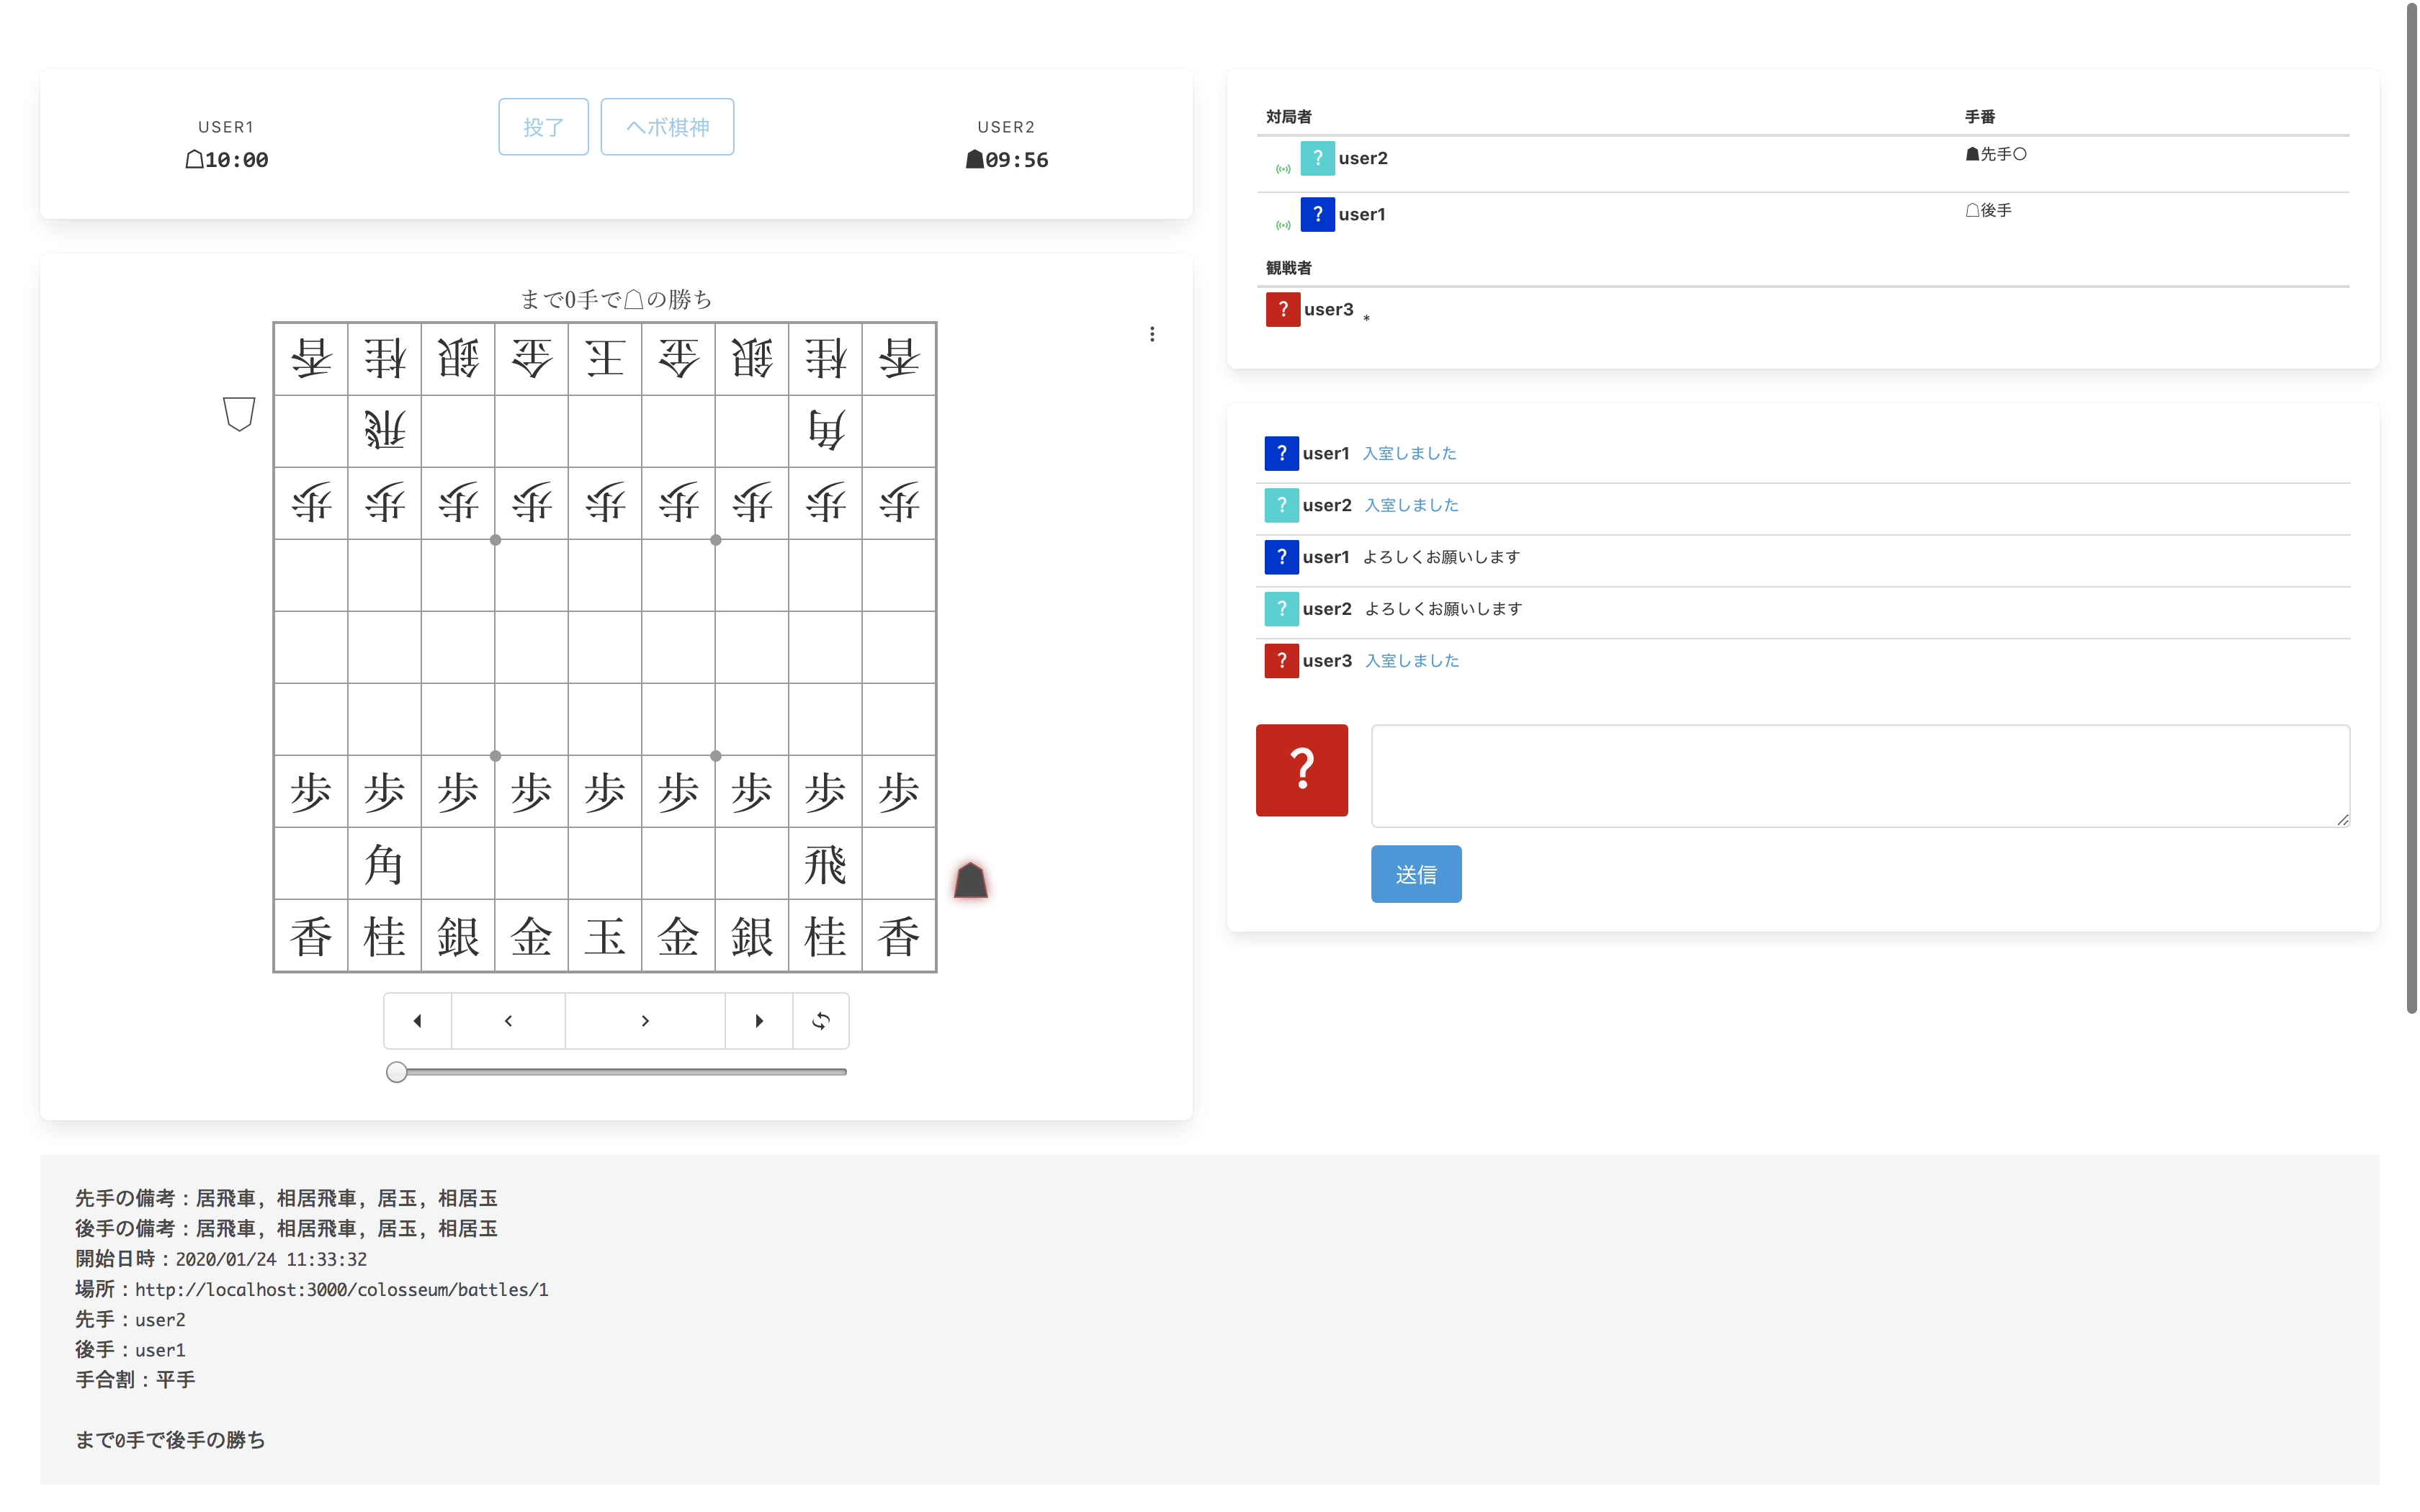 USER1
☖10:00
投了
ヘボ棋神
USER2
☗09:56
まで0手で☖の勝ち
香桂銀金王金銀桂香
飛角
歩歩歩歩歩歩歩歩歩
歩歩歩歩歩歩歩歩歩
角飛
香桂銀金玉金銀桂香
対局者 手番
? user2 ☗先手〇
? user1 ☖後手
観戦者
? user3 *
? user1 入室しました
? user2 入室しました
? user1 よろしくお願いします
? user2 よろしくお願いします
? user3 入室しました
?
送信
先手の備考：居飛車, 相居飛車, 居玉, 相居玉
後手の備考：居飛車, 相居飛車, 居玉, 相居玉
開始日時：2020/01/24 11:33:32
場所：http://localhost:3000/colosseum/battles/1
先手：user2
後手：user1
手合割：平手
まで0手で後手の勝ち